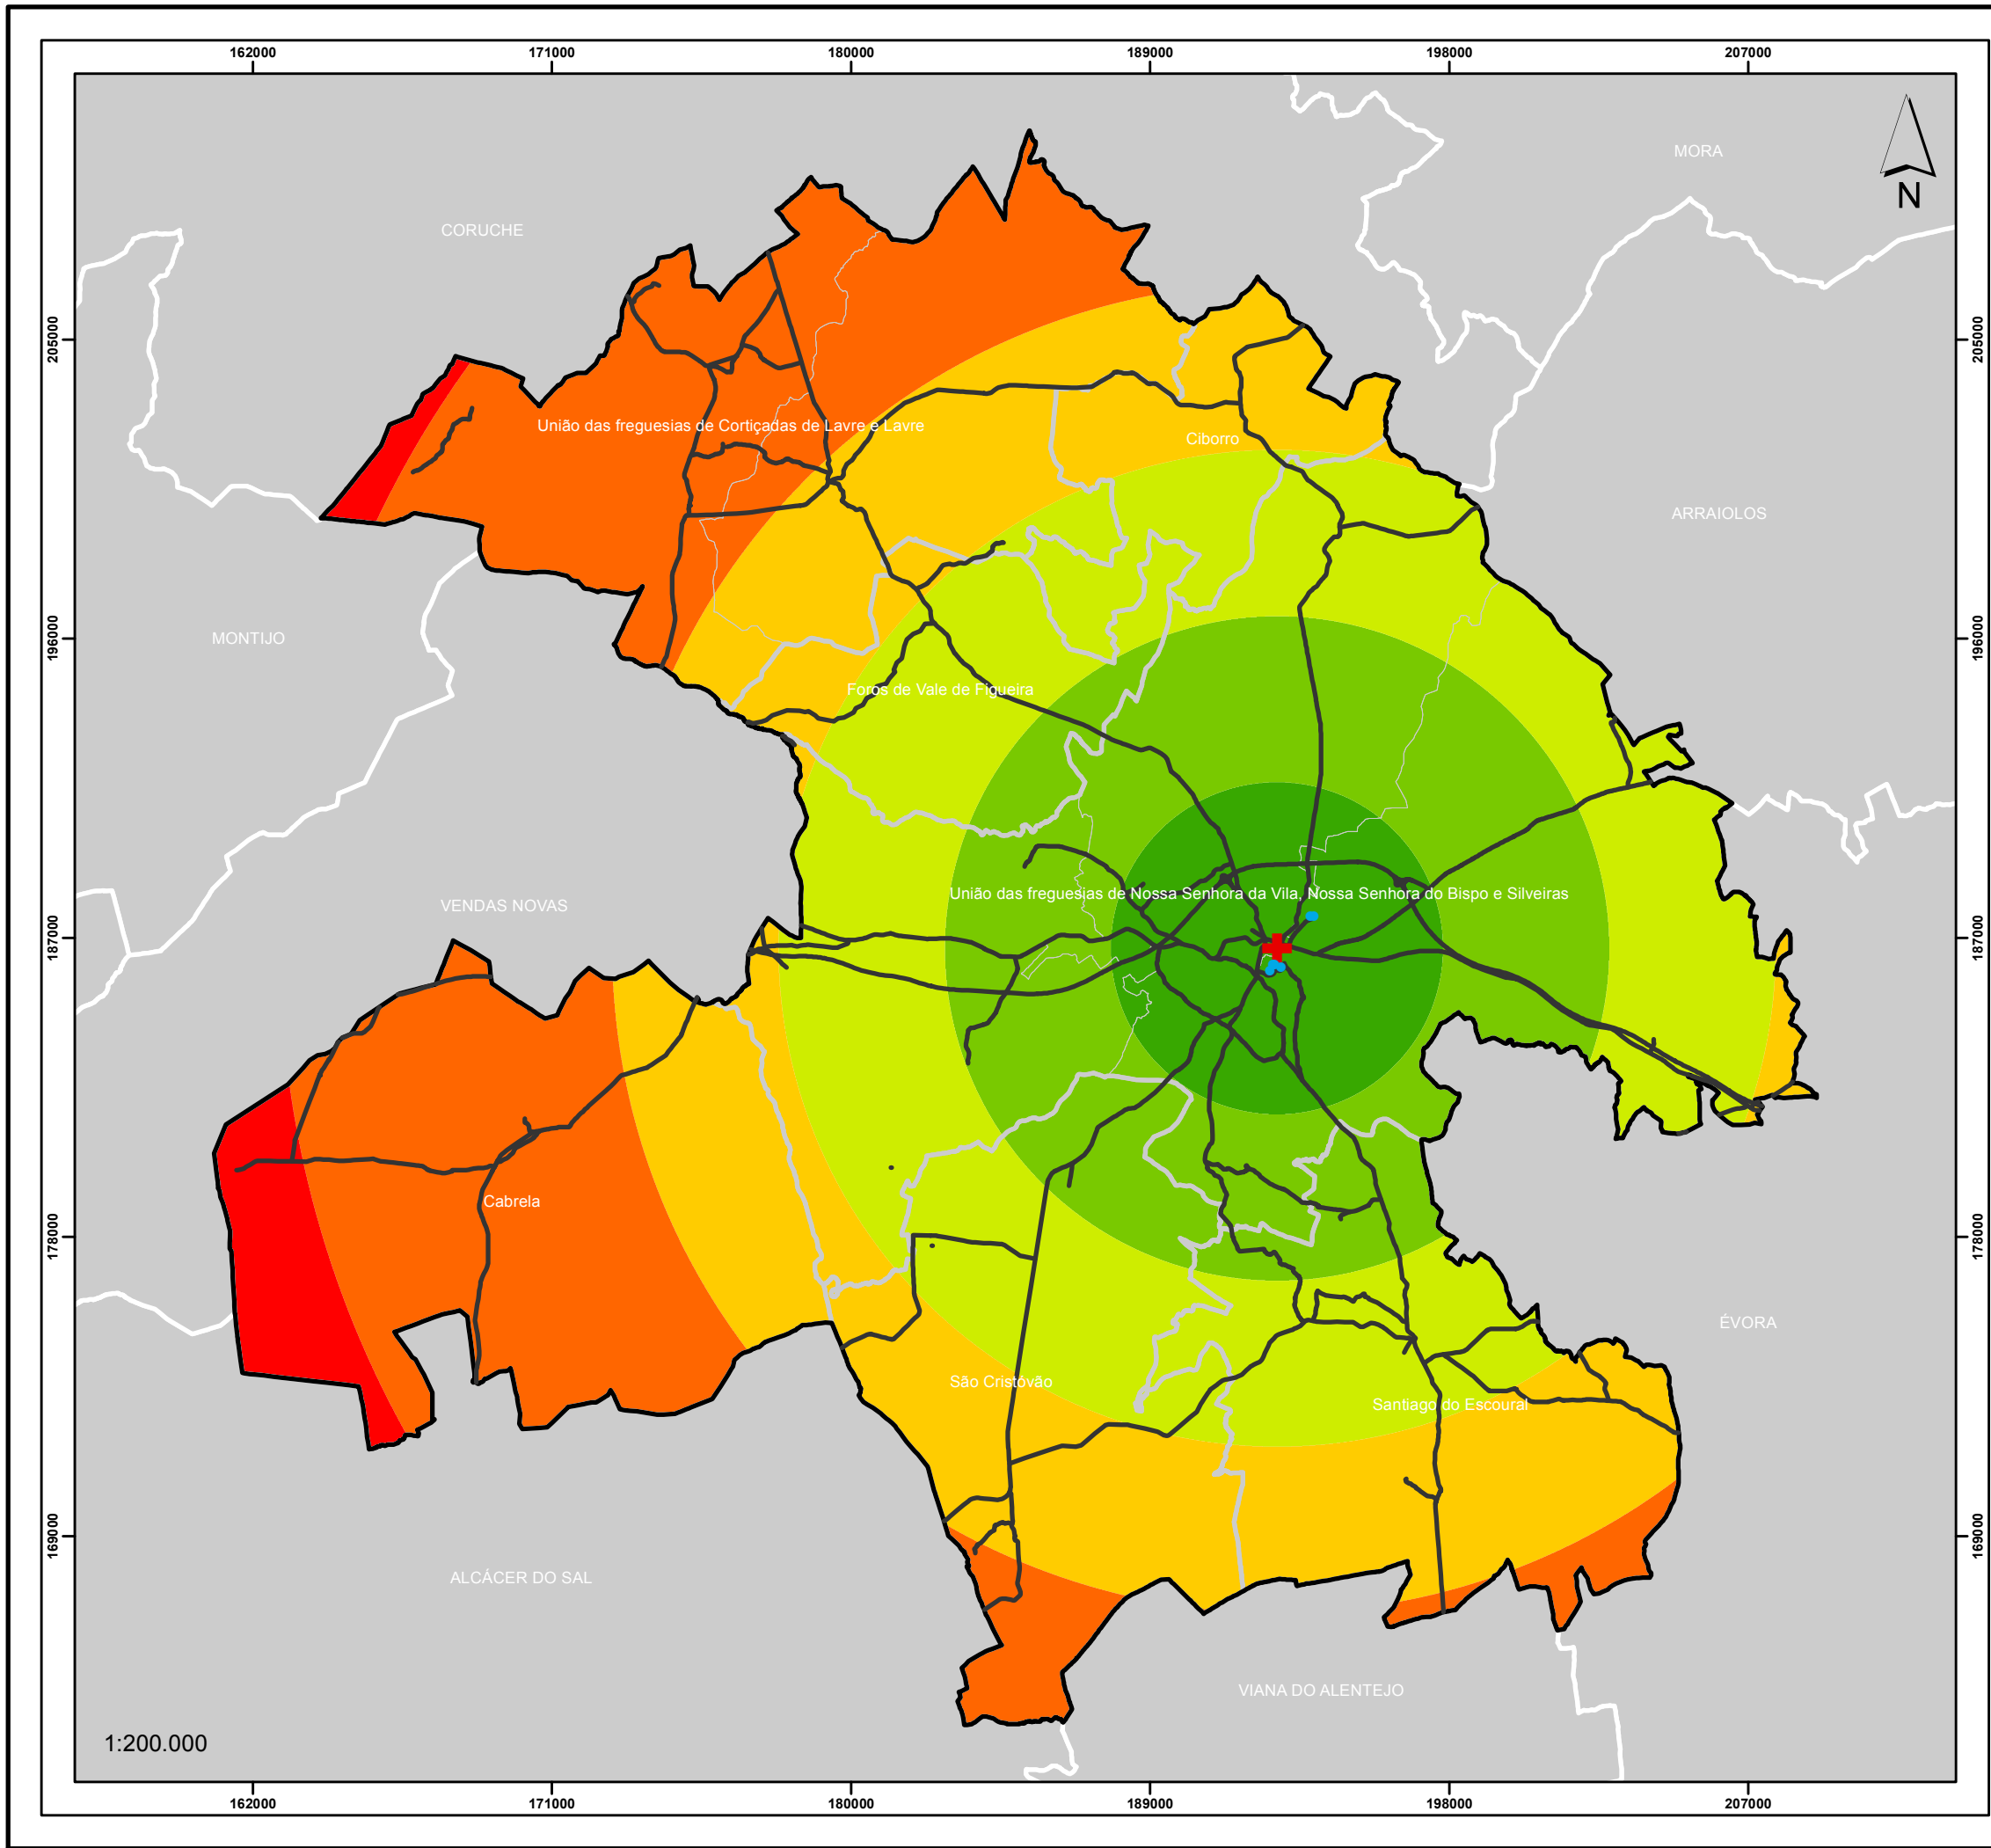 162000
171000
180000
189000
198000
207000
MORA
N
CORUCHE
205000
205000
União das freguesias de Cortiçadas de Lavre e Lavre
Ciborro
ARRAIOLOS
MONTIJO
196000
196000
Foros de Vale de Figueira
União das freguesias de Nossa Senhora da Vila, Nossa Senhora do Bispo e Silveiras
VENDAS NOVAS
187000
187000
Cabrela
178000
178000
ÉVORA
São Cristóvão
Santiago do Escoural
169000
169000
ALCÁCER DO SAL
VIANA DO ALENTEJO
1:200.000
162000
171000
180000
189000
198000
207000